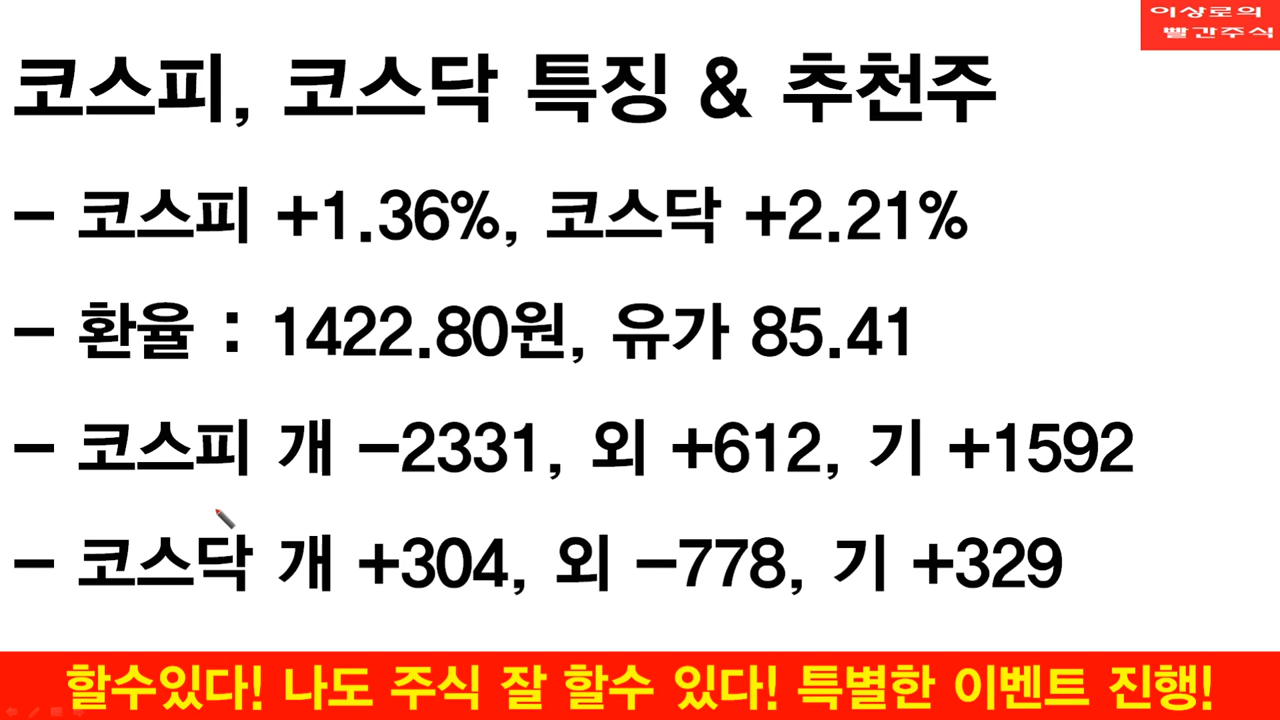 이상로의
빨간주식
코스피, 코스닥 특징 & 추천주
- 코스피 +1.36%, 코스닥 +2.21%
- 환율 : 1422.80원, 유가 85.41
- 코스피 개 -2331, 외 +612, 기 +1592
- 코스닥 개 +304, 외 -778, 기 +329
할수있다! 나도 주식 잘 할수 있다! 특별한 이벤트 진행!